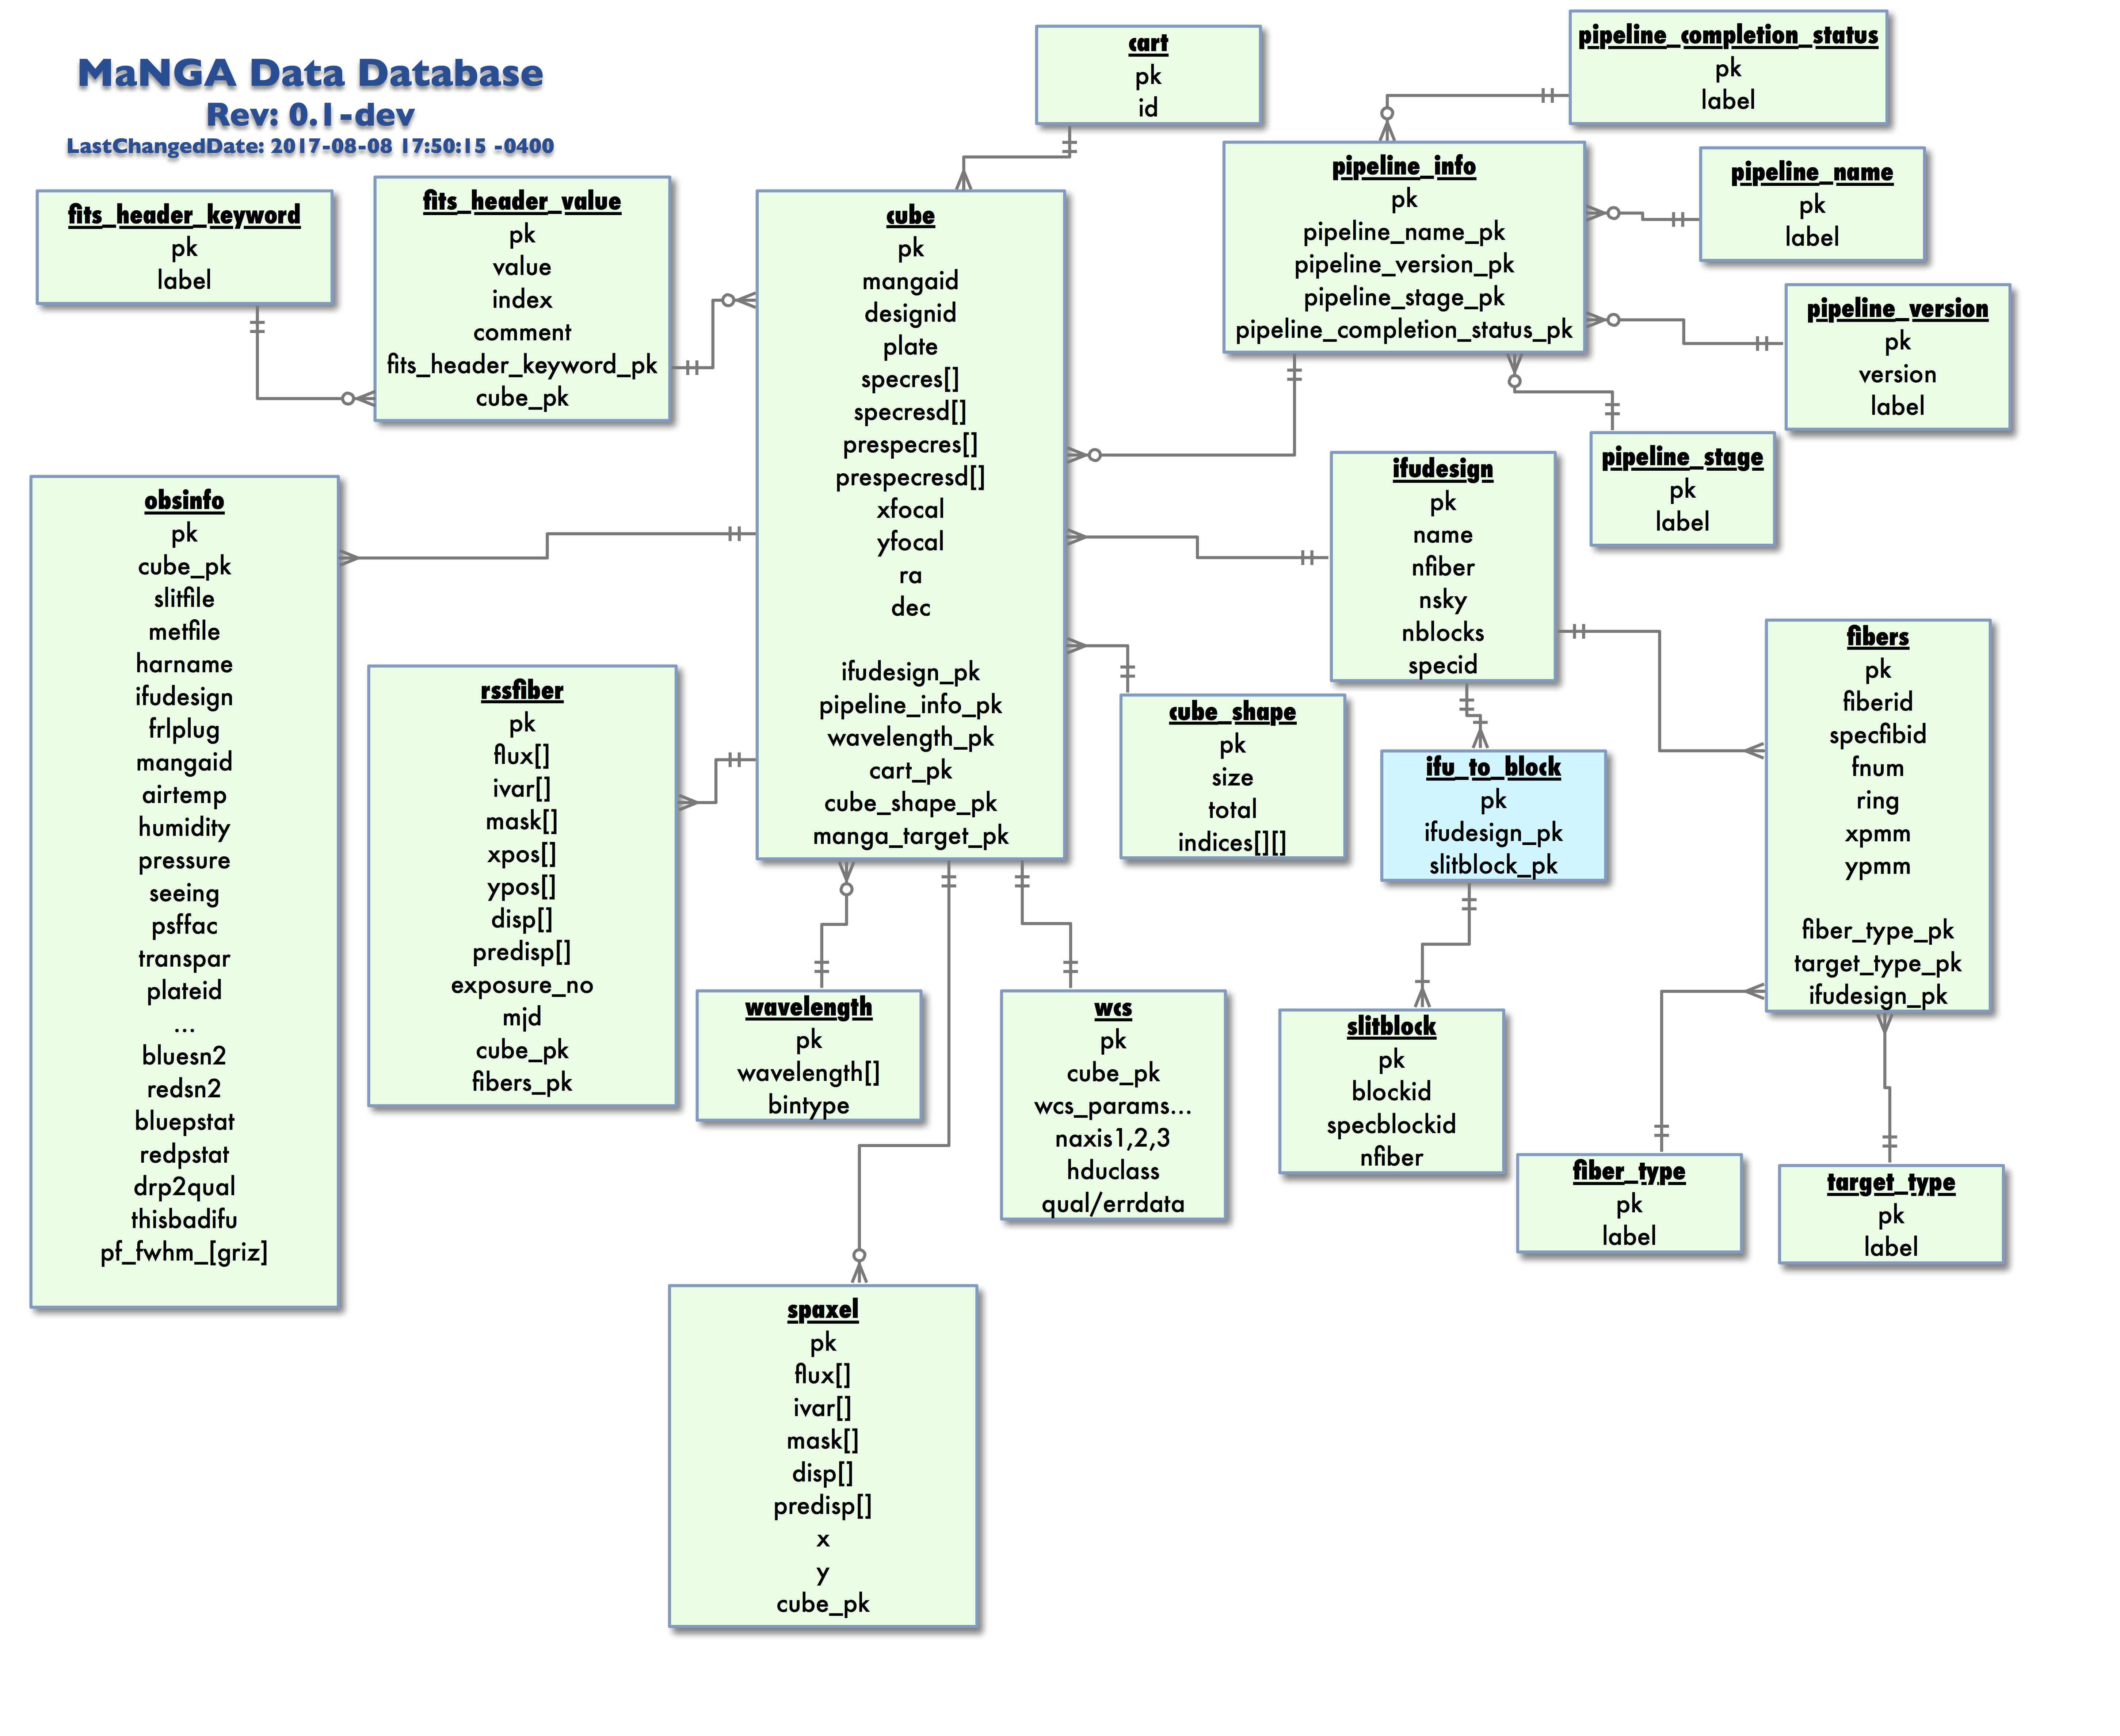 MaNGA Data Database
Rev: 0.1-dev
LastChangedDate: 2017-08-08 17:50:15 -0400
cart
pk
id
pipeline_completion_status
pk
label
pipeline_info
pk
pipeline_name_pk
pipeline_version_pk
pipeline_stage_pk
pipeline_completion_status_pk
pipeline_name
pk
label
pipeline_version
pk
version
label
pipeline_stage
pk
label
fits_header_keyword
pk
label
fits_header_value
pk
value
index
comment
fits_header_keyword_pk
cube_pk
cube
pk
mangaid
designid
plate
specres[]
specresd[]
prespecres[]
prespecresd[]
xfocal
yfocal
ra
dec
ifudesign_pk
pipeline_info_pk
wavelength_pk
cart_pk
cube_shape_pk
manga_target_pk
ifudesign
pk
name
nfiber
nsky
nblocks
specid
obsinfo
pk
cube_pk
slitfile
metfile
harname
ifudesign
frlplug
mangaid
airtemp
humidity
pressure
seeing
psffac
transpar
plateid
...
bluesn2
redsn2
bluepstat
redpstat
drp2qual
thisbadifu
pf_fwhm_[griz]
rssfiber
pk
flux[]
ivar[]
mask[]
xpos[]
ypos[]
disp[]
predisp[]
exposure_no
mjd
cube_pk
fibers_pk
cube_shape
pk
size
total
indices[][]
ifu_to_block
pk
ifudesign_pk
slitblock_pk
fibers
pk
fiberid
specfibid
fnum
ring
xpmm
ypmm
fiber_type_pk
target_type_pk
ifudesign_pk
wavelength
pk
wavelength[]
bintype
wcs
pk
cube_pk
wcs_params...
naxis1,2,3
hduclass
qual/errdata
slitblock
pk
blockid
specblockid
nfiber
fiber_type
pk
label
target_type
pk
label
spaxel
pk
flux[]
ivar[]
mask[]
disp[]
predisp[]
x
y
cube_pk